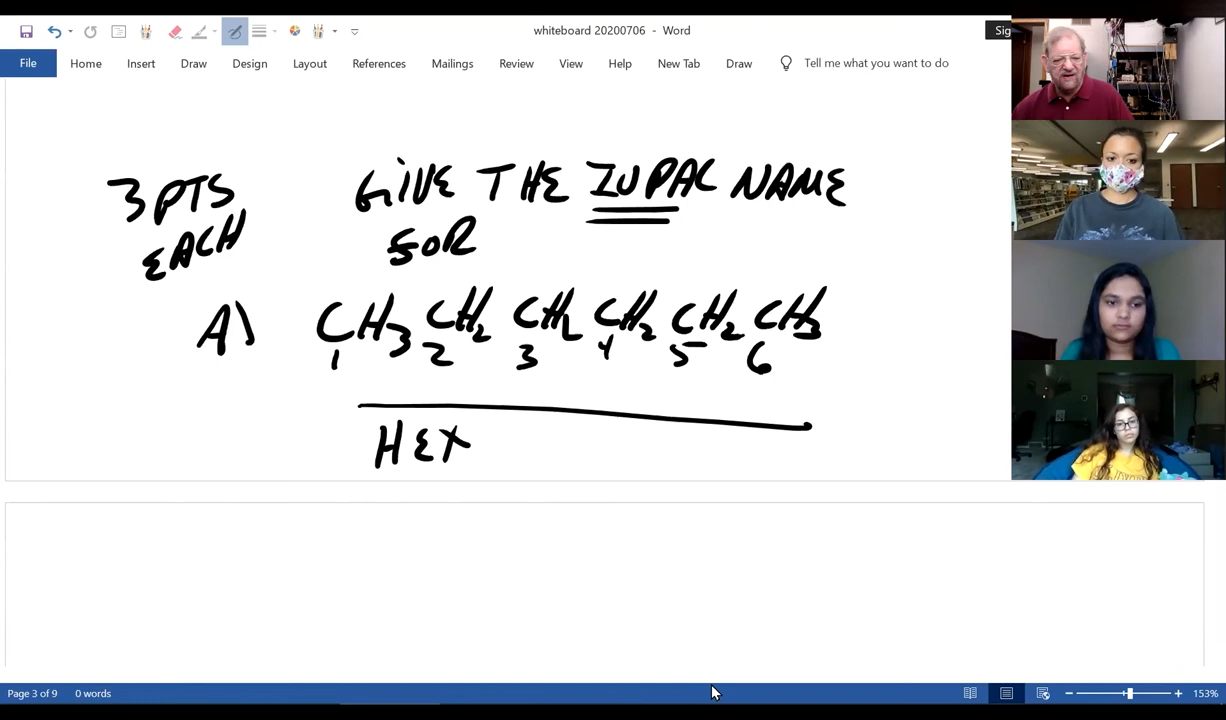 whiteboard 20200706 - Word
Sig
File Home Insert Draw Design Layout References Mailings Review View Help New Tab Draw Tell me what you want to do
3 PTS EACH
GIVE THE IUPAC NAME
FOR
A) CH3 CH2 CH2 CH2 CH2 CH3
1 2 3 4 5 6
HEX
Page 3 of 9 0 words
153%